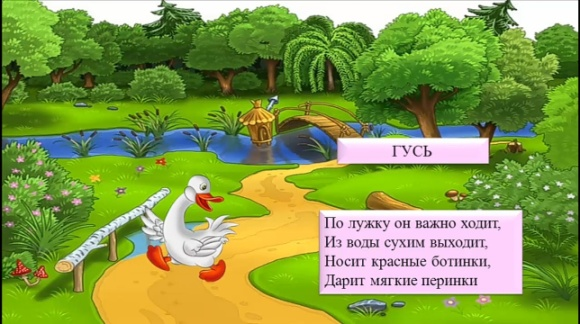 ГУСЬ
По лужку он важно ходит,
Из воды сухим выходит,
Носит красные ботинки,
Дарит мягкие перинки